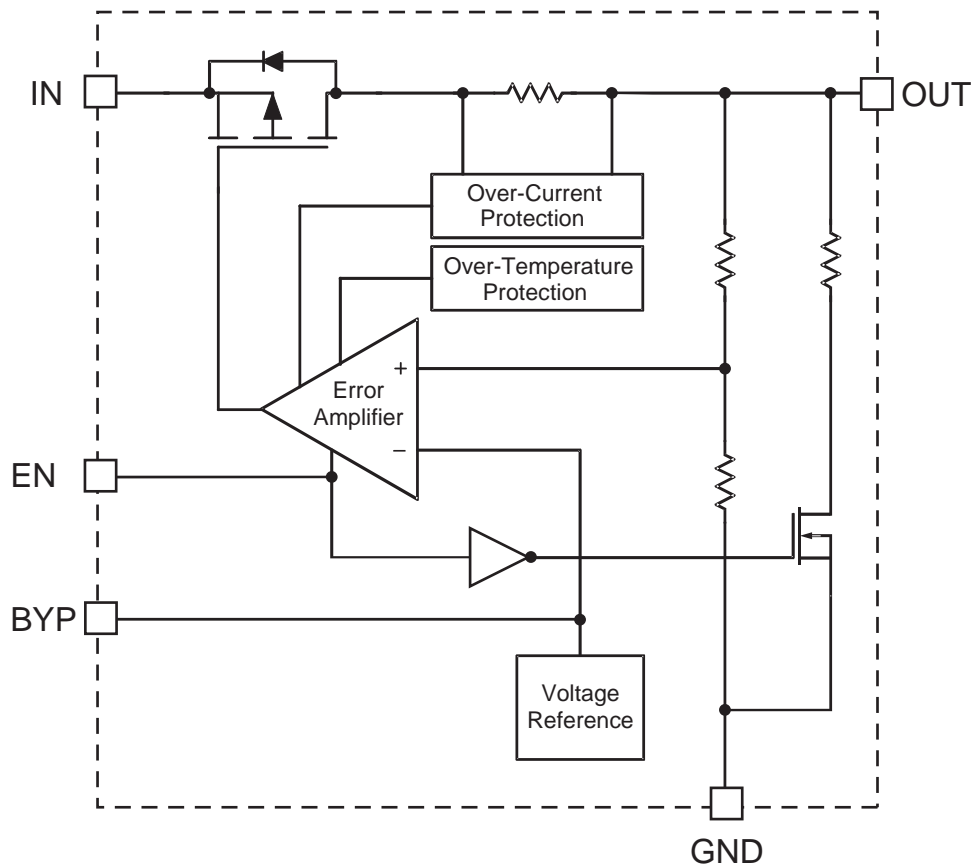 IN
OUT
Over-Current
Protection
Over-Temperature
Protection
+
Error
Amplifier
–
EN
BYP
Voltage
Reference
GND